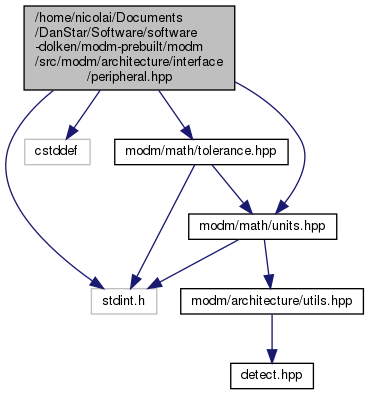 /home/nicolai/Documents
/DanStar/Software/software
-dolken/modm-prebuilt/modm
/src/modm/architecture/interface
/peripheral.hpp
cstddef
modm/math/tolerance.hpp
modm/math/units.hpp
stdint.h
modm/architecture/utils.hpp
detect.hpp